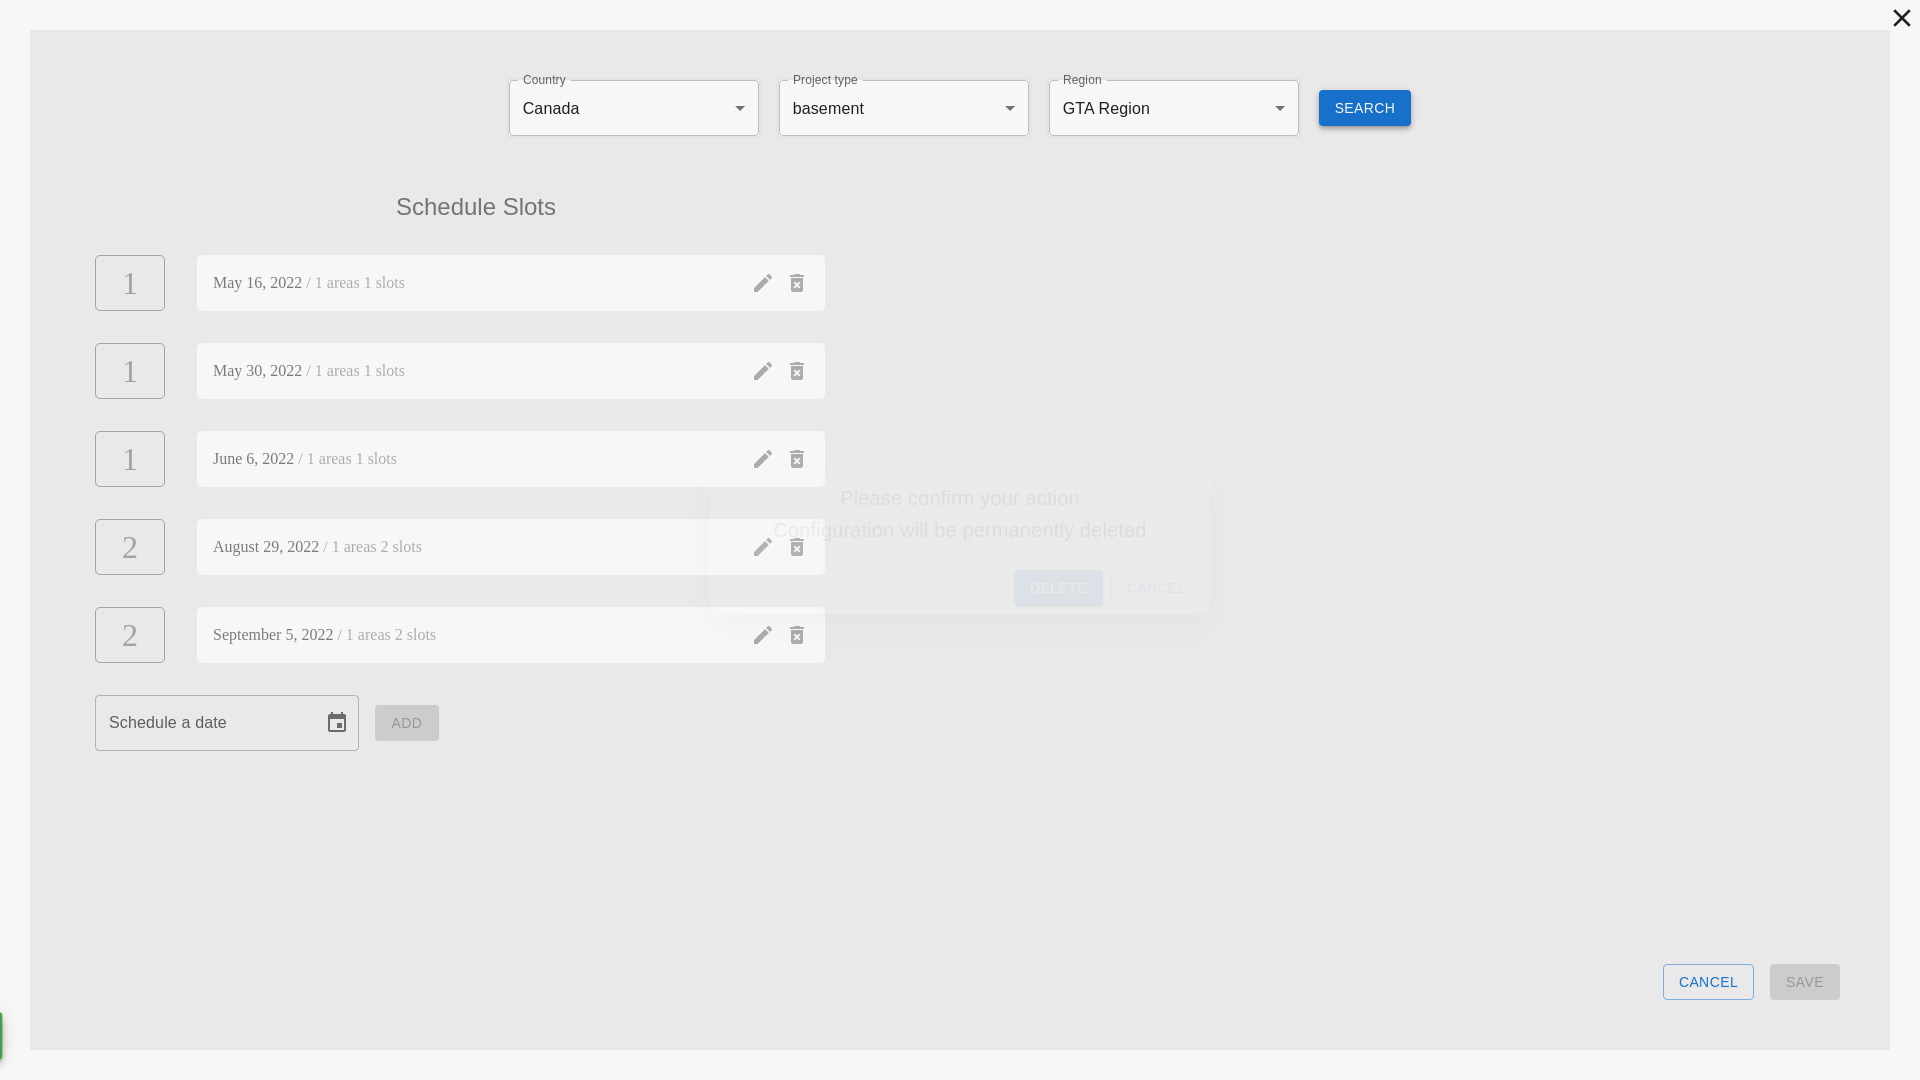 Country
Canada
Project type
basement
Region
GTA Region
SEARCH
Schedule Slots
1
May 16, 2022 / 1 areas 1 slots
1
May 30, 2022 / 1 areas 1 slots
1
June 6, 2022 / 1 areas 1 slots
2
August 29, 2022 / 1 areas 2 slots
2
September 5, 2022 / 1 areas 2 slots
Please confirm your action
Configuration will be permanently deleted
DELETE
CANCEL
Schedule a date
ADD
CANCEL
SAVE